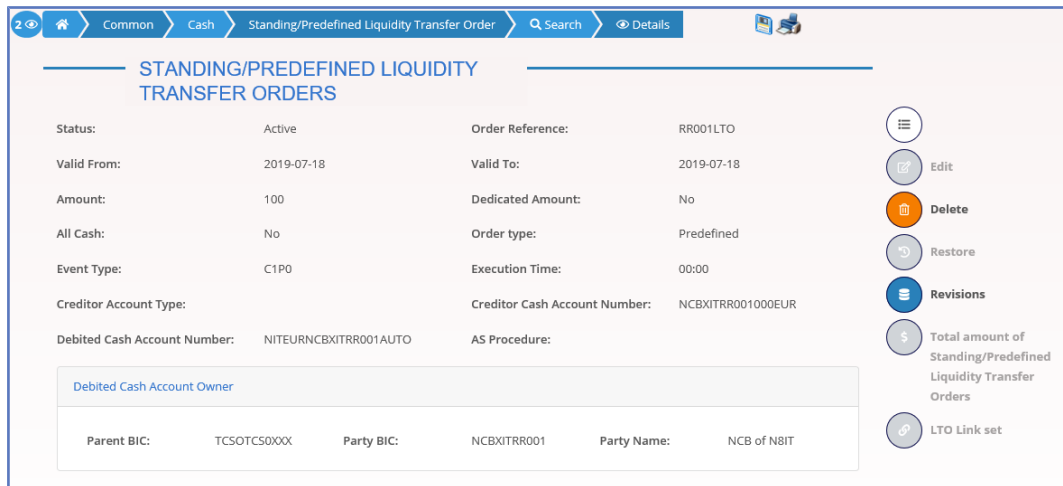 2 Common Cash Standing/Predefined Liquidity Transfer Order Search Details
STANDING/PREDEFINED LIQUIDITY
TRANSFER ORDERS
Status: Active Order Reference: RR001LTO
Valid From: 2019-07-18 Valid To: 2019-07-18
Edit
Amount: 100 Dedicated Amount: No
Delete
All Cash: No Order type: Predefined
Restore
Event Type: C1P0 Execution Time: 00:00
Revisions
Creditor Account Type: Creditor Cash Account Number: NCBXITRR001000EUR
Debited Cash Account Number: NITEURNCBXITRR001AUTO AS Procedure:
Total amount of
Standing/Predefined
Liquidity Transfer
Orders
Debited Cash Account Owner
LTO Link set
Parent BIC: TCSOTCS0XXX Party BIC: NCBXITRR001 Party Name: NCB of N8IT